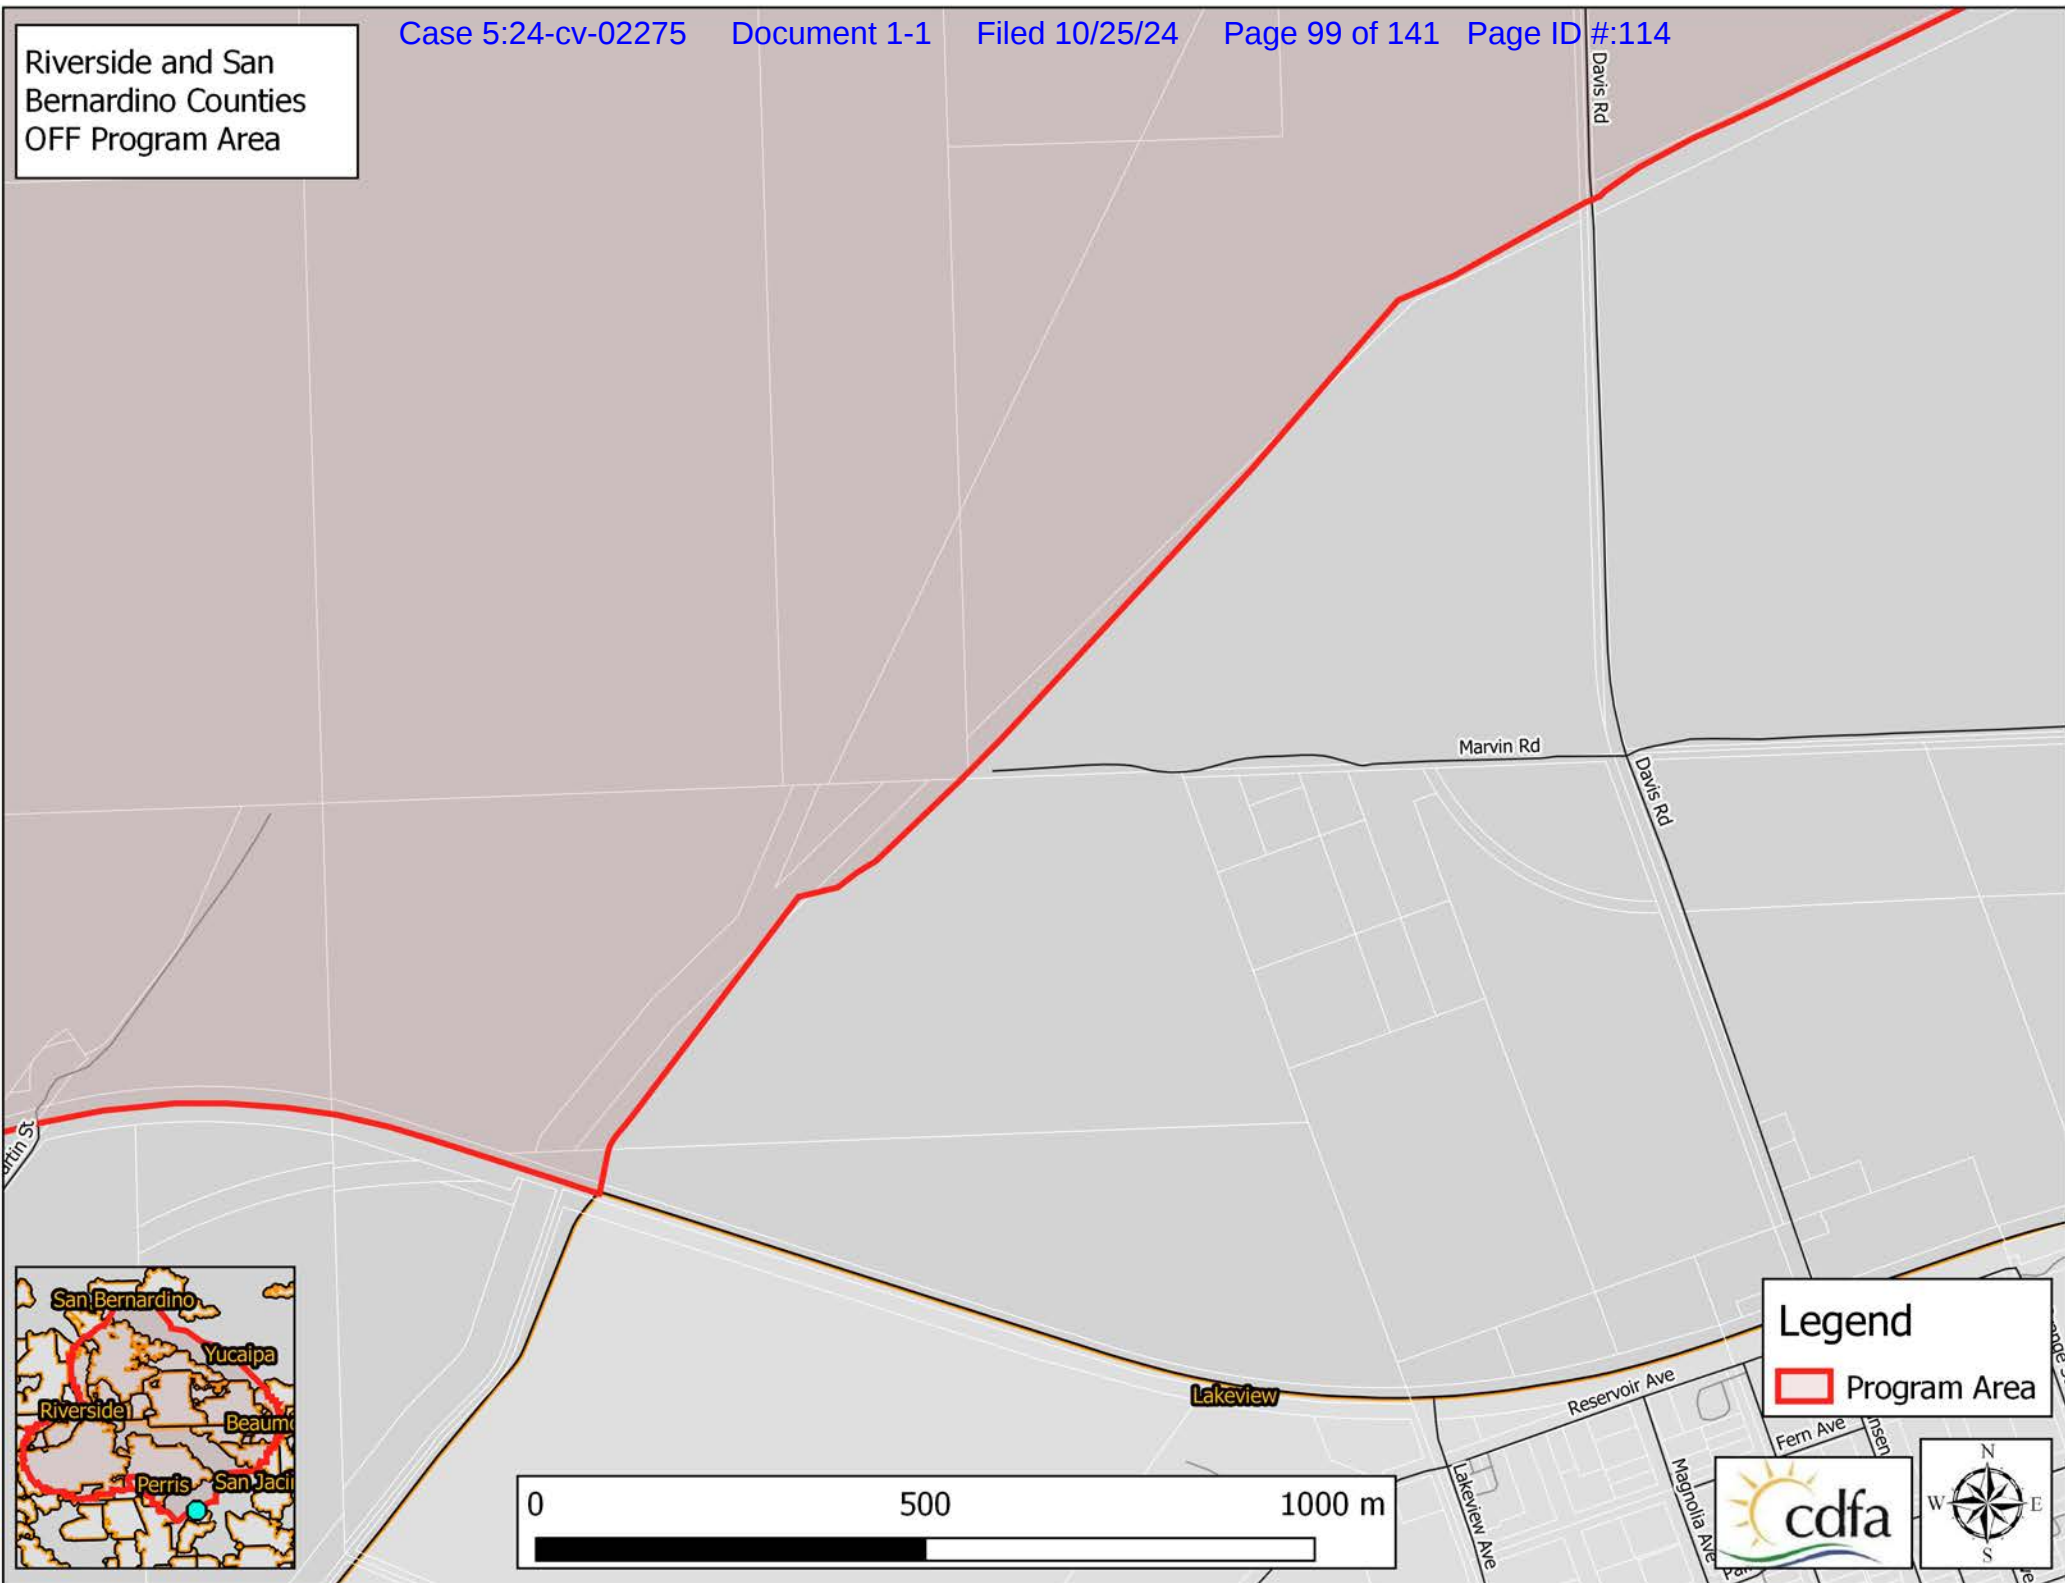 Case 5:24-cv-02275 Document 1-1 Filed 10/25/24 Page 99 of 141 Page ID #:114
Riverside and San
Bernardino Counties
OFF Program Area
Davis Rd
Marvin Rd
Davis Rd
Lakeview
Reservoir Ave
Fern Ave
Lakeview Ave
Magnolia Ave
San Bernardino
Yucaipa
Riverside
Perris
0 500 1000 m
Legend
Program Area
cdfa
N
W E
S